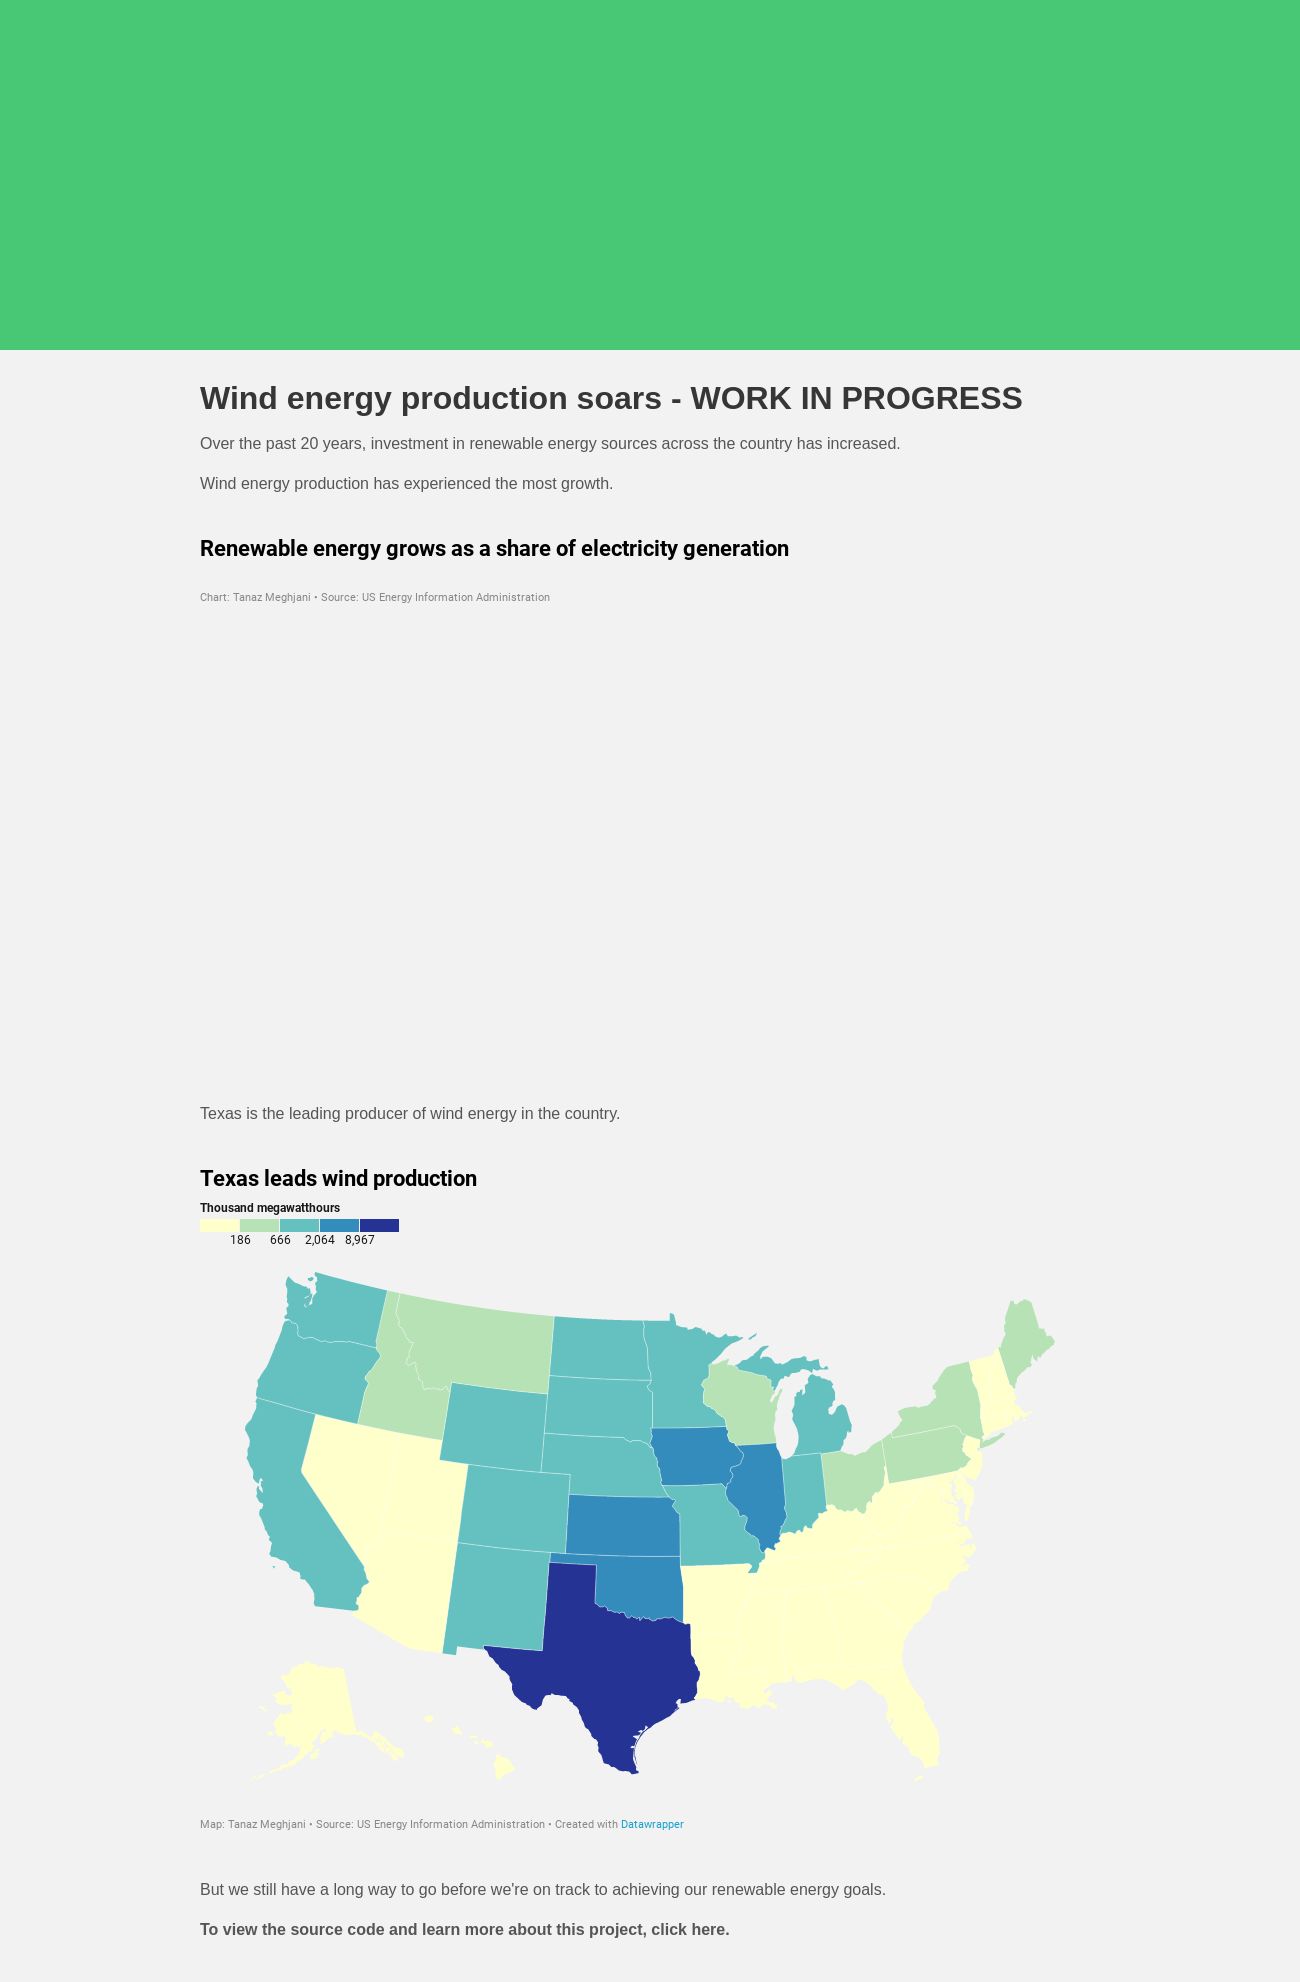 Wind energy production soars - WORK IN PROGRESS
Over the past 20 years, investment in renewable energy sources across the country has increased.
Wind energy production has experienced the most growth.
Renewable energy grows as a share of electricity generation
Chart: Tanaz Meghjani • Source: US Energy Information Administration
Texas is the leading producer of wind energy in the country.
Texas leads wind production
Thousand megawatthours
186 666 2,064 8,967
Map: Tanaz Meghjani • Source: US Energy Information Administration • Created with Datawrapper
But we still have a long way to go before we're on track to achieving our renewable energy goals.
To view the source code and learn more about this project, click here.